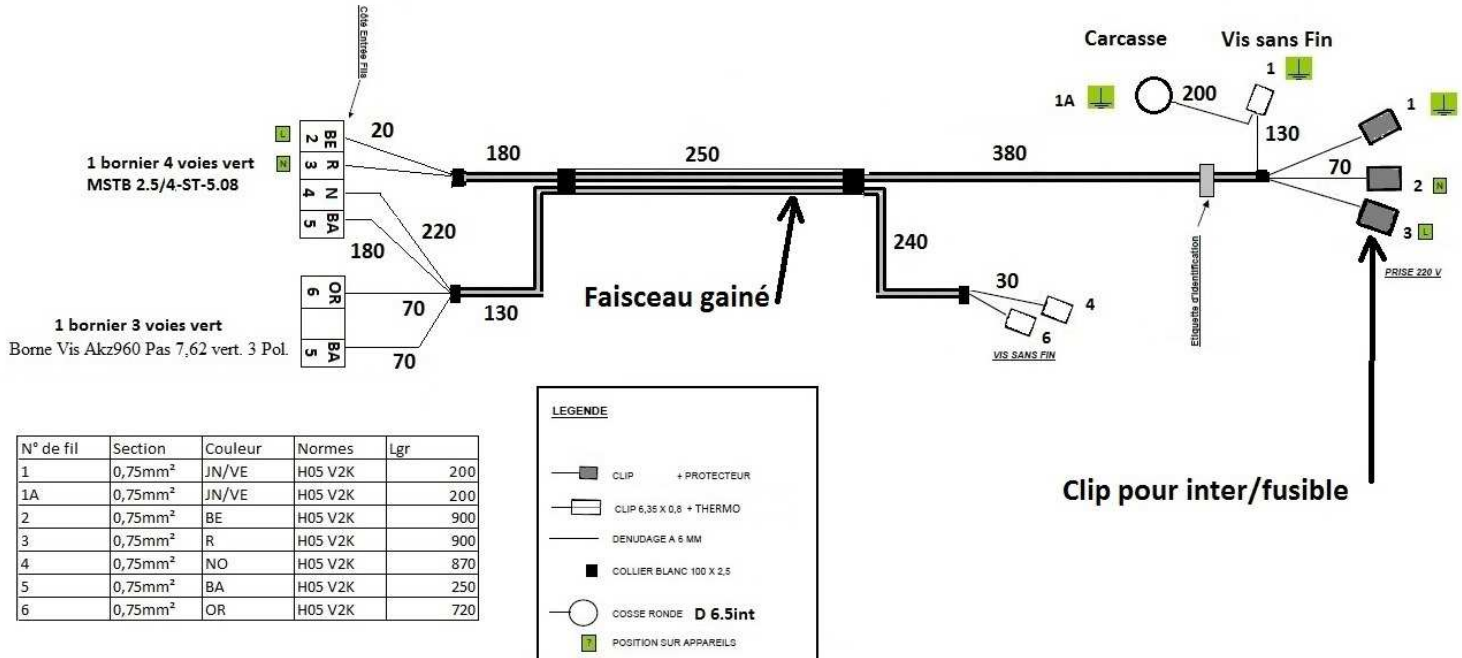 Côté Entrée Fils
Carcasse
Vis sans Fin
1
1A
200
1
130
L
2 BE
20
N
3 R
4 N
5 BA
1 bornier 4 voies vert
MSTB 2.5/4-ST-5.08
180
250
380
70
2 N
3 L
PRISE 220 V
220
180
240
6 OR
70
130
Faisceau gainé
30
4
6
VIS SANS FIN
Etiquette d'Identification
1 bornier 3 voies vert
Borne Vis Akz960 Pas 7,62 vert. 3 Pol.
5 BA
70
Clip pour inter/fusible
N° de fil Section Couleur Normes Lgr
1 0,75mm² JN/VE H05 V2K 200
1A 0,75mm² JN/VE H05 V2K 200
2 0,75mm² BE H05 V2K 900
3 0,75mm² R H05 V2K 900
4 0,75mm² NO H05 V2K 870
5 0,75mm² BA H05 V2K 250
6 0,75mm² OR H05 V2K 720
LEGENDE
CLIP + PROTECTEUR
CLIP 6,35 X 0,8 + THERMO
DENUDAGE A 5 MM
COLLIER BLANC 100 X 2,5
COSSE RONDE D 6.5int
? POSITION SUR APPAREILS